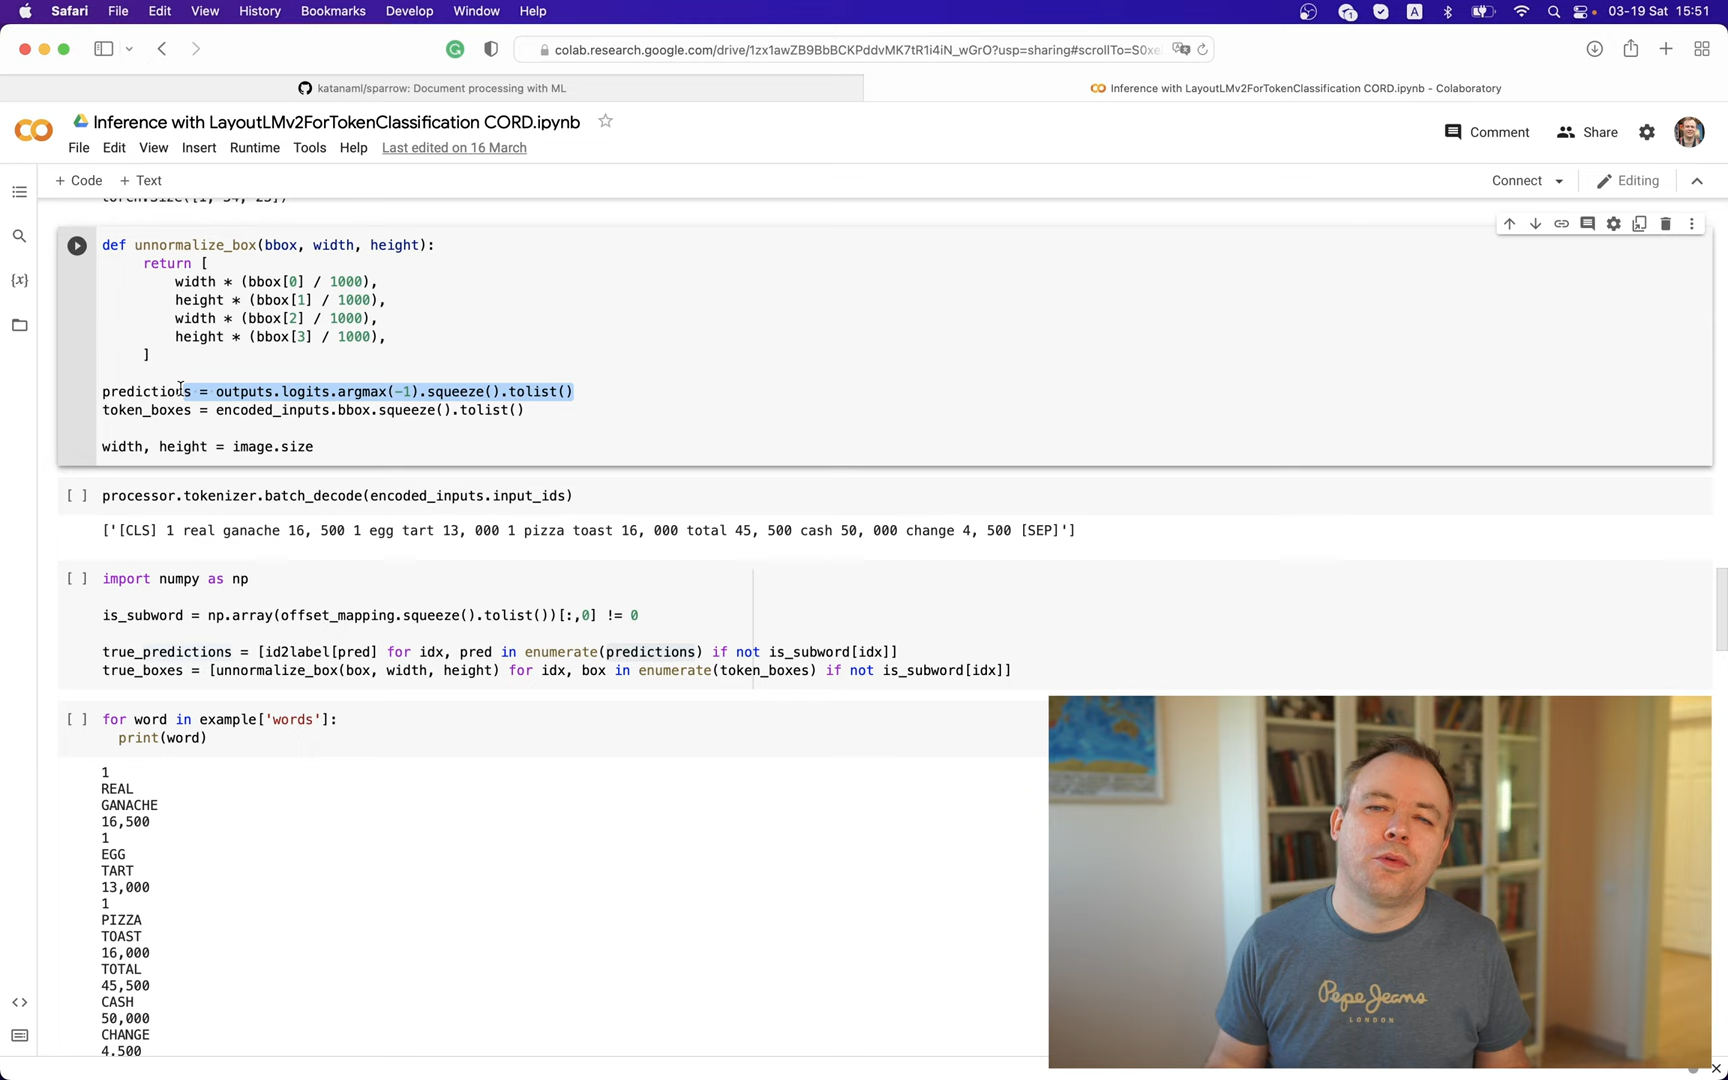 Safari File Edit View History Bookmarks Develop Window Help
A 03-19 Sat 15:51
colab.research.google.com/drive/1zx1awZB9BbBCKPddvMK7tR1i4iN_wGrO?usp=sharing#scrollTo=S0xe
katanaml/sparrow: Document processing with ML
Inference with LayoutLMv2ForTokenClassification CORD.ipynb - Colaboratory
Inference with LayoutLMv2ForTokenClassification CORD.ipynb
Comment Share
File Edit View Insert Runtime Tools Help Last edited on 16 March
+ Code + Text
Connect Editing
torch.Size([1, 34, 23])
def unnormalize_box(bbox, width, height):
return [
width * (bbox[0] / 1000),
height * (bbox[1] / 1000),
width * (bbox[2] / 1000),
height * (bbox[3] / 1000),
]
predictions = outputs.logits.argmax(-1).squeeze().tolist()
token_boxes = encoded_inputs.bbox.squeeze().tolist()
width, height = image.size
[ ] processor.tokenizer.batch_decode(encoded_inputs.input_ids)
['[CLS] 1 real ganache 16, 500 1 egg tart 13, 000 1 pizza toast 16, 000 total 45, 500 cash 50, 000 change 4, 500 [SEP]']
[ ] import numpy as np
is_subword = np.array(offset_mapping.squeeze().tolist())[:,0] != 0
true_predictions = [id2label[pred] for idx, pred in enumerate(predictions) if not is_subword[idx]]
true_boxes = [unnormalize_box(box, width, height) for idx, box in enumerate(token_boxes) if not is_subword[idx]]
[ ] for word in example['words']:
print(word)
1
REAL
GANACHE
16,500
1
EGG
TART
13,000
1
PIZZA
TOAST
16,000
TOTAL
45,500
CASH
50,000
CHANGE
4,500
Pepe Jeans
LONDON